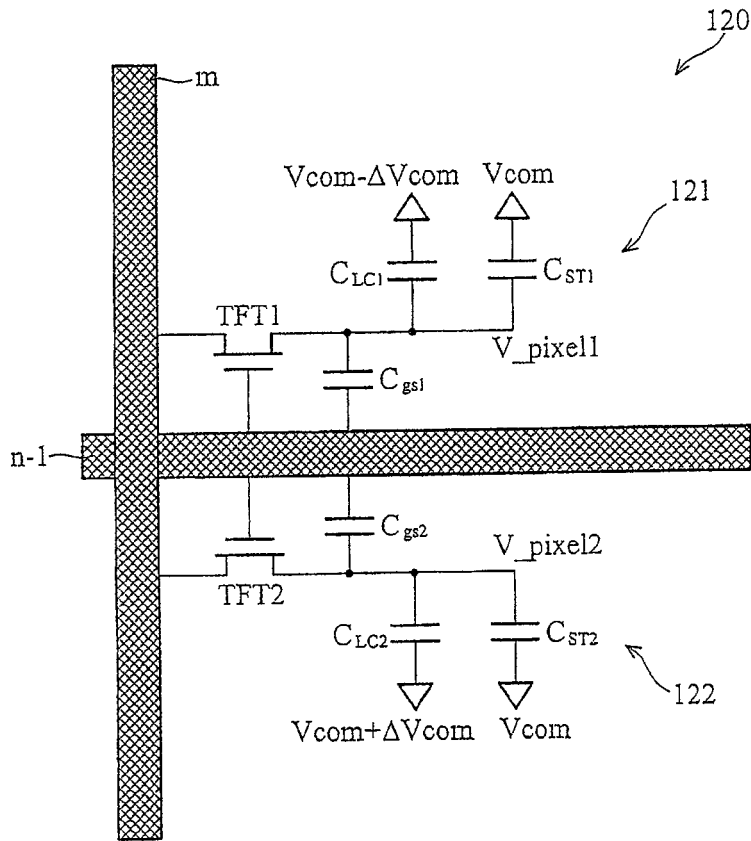 120
m
Vcom-ΔVcom Vcom
121
CLC1 CST1
TFT1
V_pixel1
Cgs1
n-1
Cgs2
V_pixel2
TFT2
CLC2 CST2
122
Vcom+ΔVcom Vcom